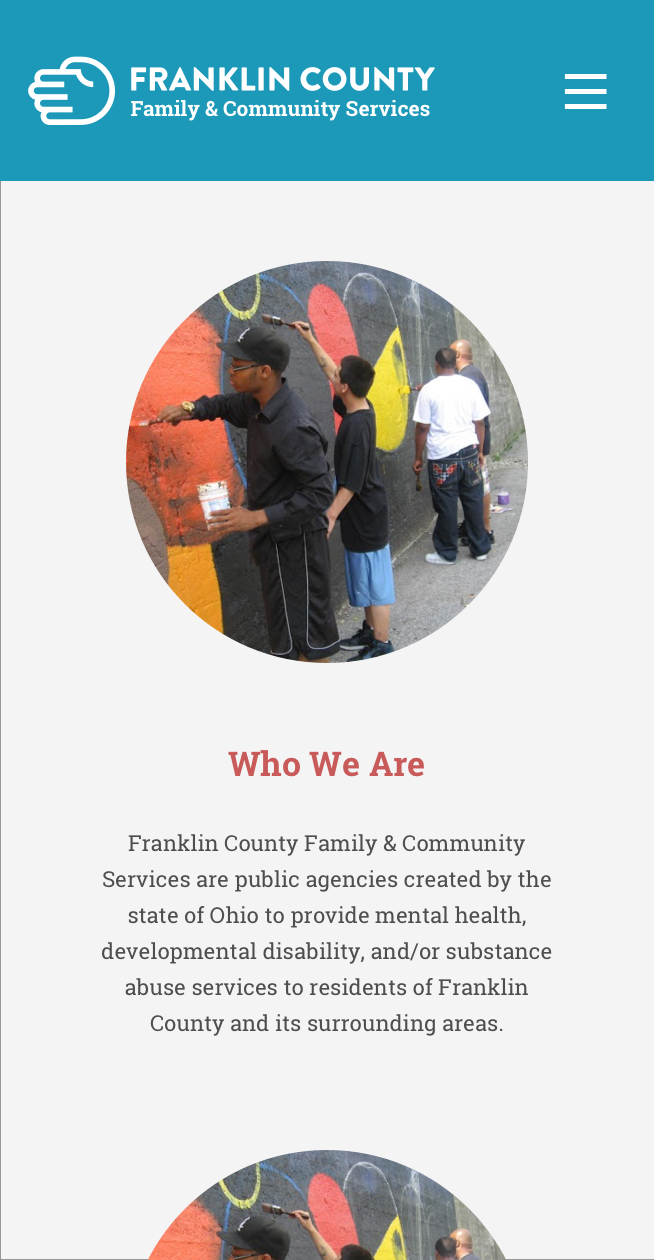 FRANKLIN COUNTY
Family & Community Services
Who We Are
Franklin County Family & Community
Services are public agencies created by the
state of Ohio to provide mental health,
developmental disability, and/or substance
abuse services to residents of Franklin
County and its surrounding areas.